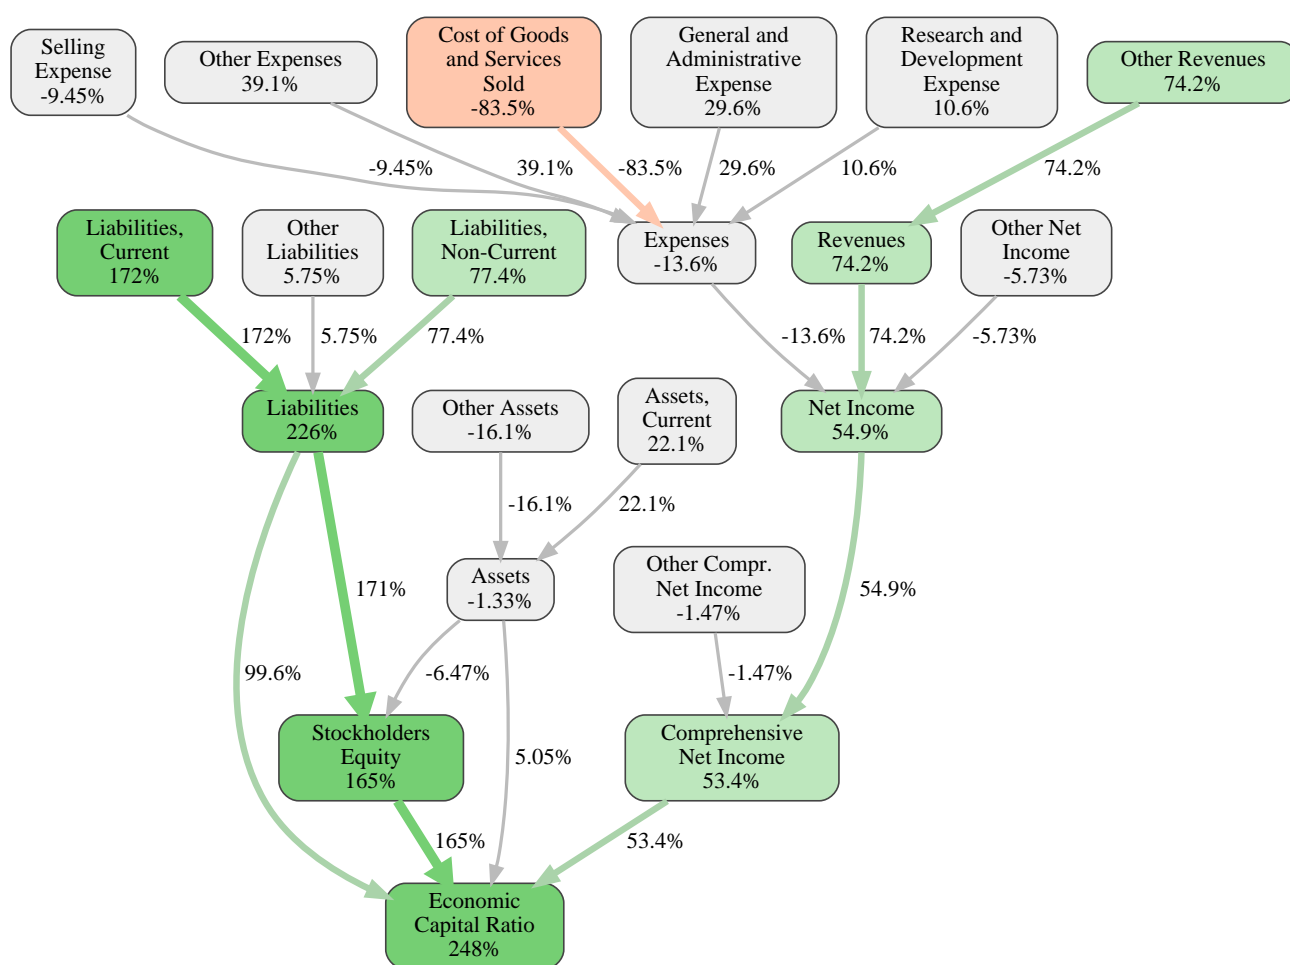 Selling
Expense
-9.45%
Other Expenses
39.1%
Cost of Goods
and Services
Sold
-83.5%
General and
Administrative
Expense
29.6%
Research and
Development
Expense
10.6%
Other Revenues
74.2%
-9.45%
39.1%
-83.5%
29.6%
10.6%
74.2%
Liabilities,
Current
172%
Other
Liabilities
5.75%
Liabilities,
Non-Current
77.4%
Expenses
-13.6%
Revenues
74.2%
Other Net
Income
-5.73%
172%
5.75%
77.4%
-13.6%
74.2%
-5.73%
Liabilities
226%
Other Assets
-16.1%
Assets,
Current
22.1%
Net Income
54.9%
-16.1%
22.1%
Assets
-1.33%
Other Compr.
Net Income
-1.47%
171%
54.9%
99.6%
-6.47%
-1.47%
Stockholders
Equity
165%
5.05%
Comprehensive
Net Income
53.4%
165%
53.4%
Economic
Capital Ratio
248%